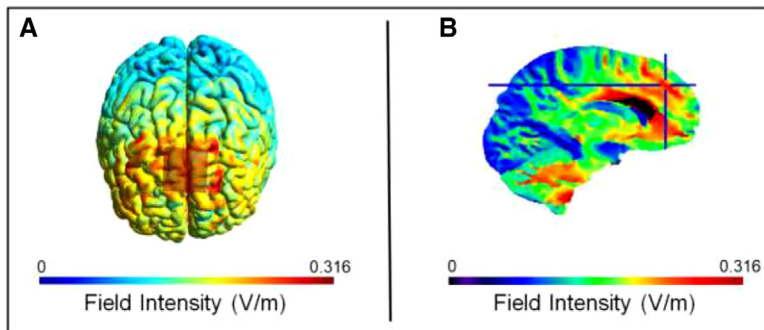 A
0 0.316
Field Intensity (V/m)
B
0 0.316
Field Intensity (V/m)